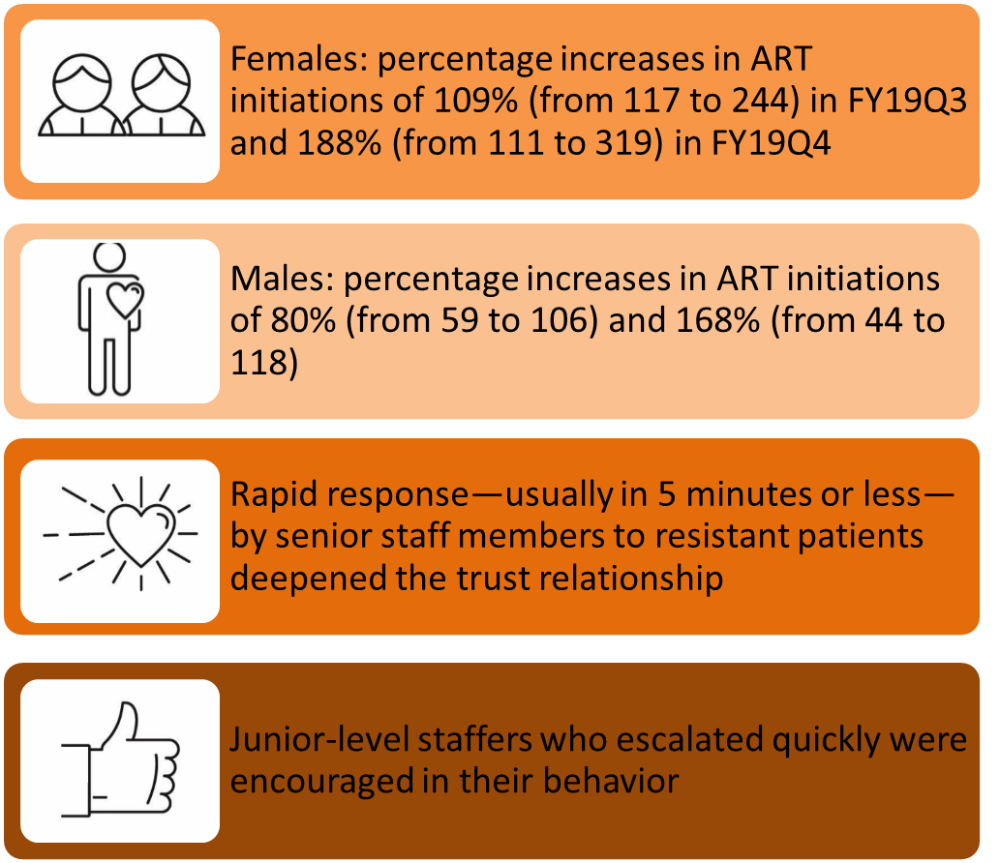 Females: percentage increases in ART
initiations of 109% (from 117 to 244) in FY19Q3
and 188% (from 111 to 319) in FY19Q4
Males: percentage increases in ART initiations
of 80% (from 59 to 106) and 168% (from 44 to
118)
Rapid response—usually in 5 minutes or less—
by senior staff members to resistant patients
deepened the trust relationship
Junior-level staffers who escalated quickly were
encouraged in their behavior